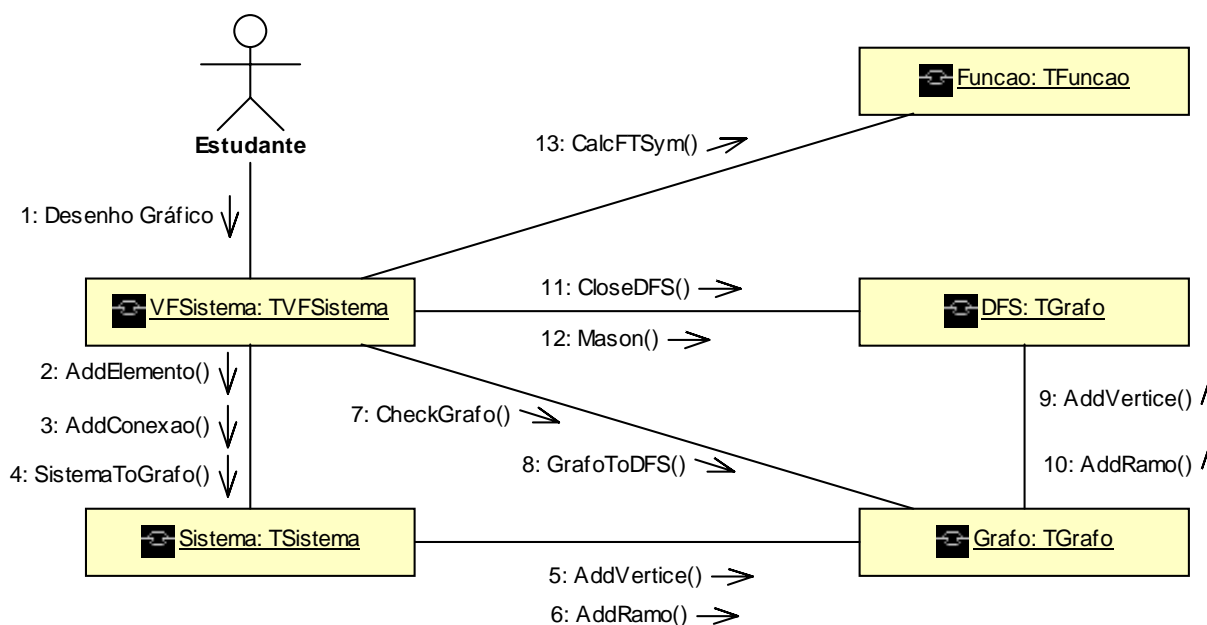 Funcao: TFuncao
13: CalcFTSym()
Estudante
1: Desenho Gráfico
VFSistema: TVFSistema
11: CloseDFS()
12: Mason()
DFS: TGrafo
2: AddElemento()
3: AddConexao()
4: SistemaToGrafo()
7: CheckGrafo()
8: GrafoToDFS()
9: AddVertice()
10: AddRamo()
Sistema: TSistema
Grafo: TGrafo
5: AddVertice()
6: AddRamo()